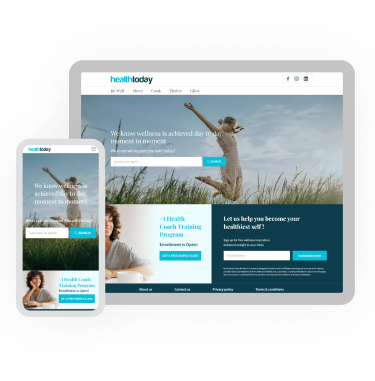 healthtoday
Be Well Move Cook Thrive Glow
We know wellness is achieved day to day,
moment to moment
What can we support you with today?
SEARCH
#1 Health
Coach Training
Program
Enrollment is Open!
GET A FREE SAMPLE CLASS
Let us help you become your
healthiest self!
Sign up for free wellness inspiration
delivered straight to your inbox.
Email Address
SUBSCRIBE NOW
About us Contact us Privacy policy Terms & conditions
healthtoday
We know wellness is
achieved day to day,
moment to moment
What can we support you with today?
SEARCH
#1 Health Coach
Training Program
Enrollment is Open!
GET A FREE SAMPLE CLASS